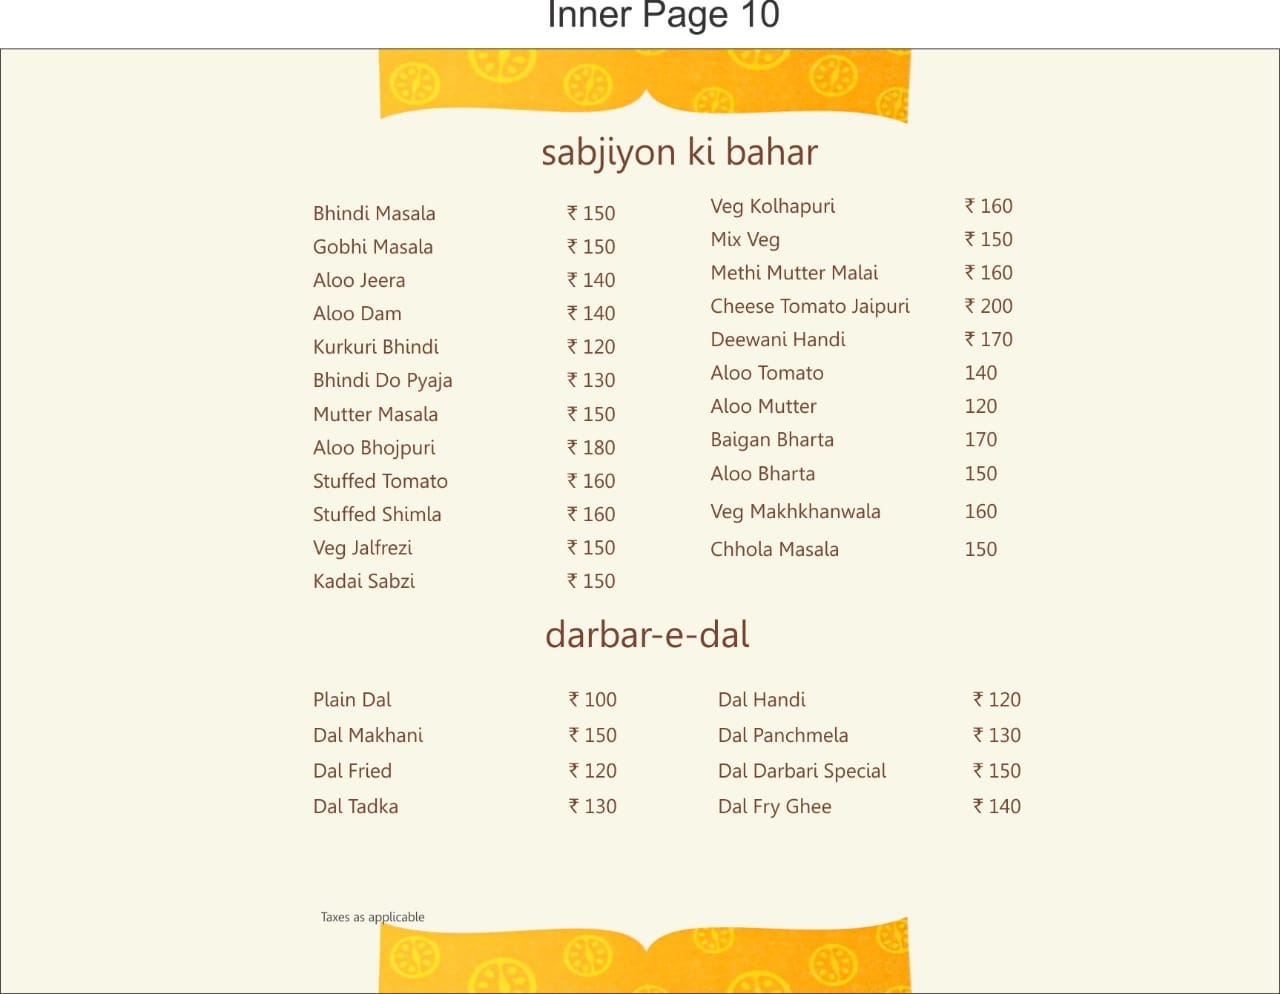 Inner Page 10
sabjiyon ki bahar
Bhindi Masala ₹ 150
Gobhi Masala ₹ 150
Aloo Jeera ₹ 140
Aloo Dam ₹ 140
Kurkuri Bhindi ₹ 120
Bhindi Do Pyaja ₹ 130
Mutter Masala ₹ 150
Aloo Bhojpuri ₹ 180
Stuffed Tomato ₹ 160
Stuffed Shimla ₹ 160
Veg Jalfrezi ₹ 150
Kadai Sabzi ₹ 150
Veg Kolhapuri ₹ 160
Mix Veg ₹ 150
Methi Mutter Malai ₹ 160
Cheese Tomato Jaipuri ₹ 200
Deewani Handi ₹ 170
Aloo Tomato 140
Aloo Mutter 120
Baigan Bharta 170
Aloo Bharta 150
Veg Makhkhanwala 160
Chhola Masala 150
darbar-e-dal
Plain Dal ₹ 100
Dal Makhani ₹ 150
Dal Fried ₹ 120
Dal Tadka ₹ 130
Dal Handi ₹ 120
Dal Panchmela ₹ 130
Dal Darbari Special ₹ 150
Dal Fry Ghee ₹ 140
Taxes as applicable